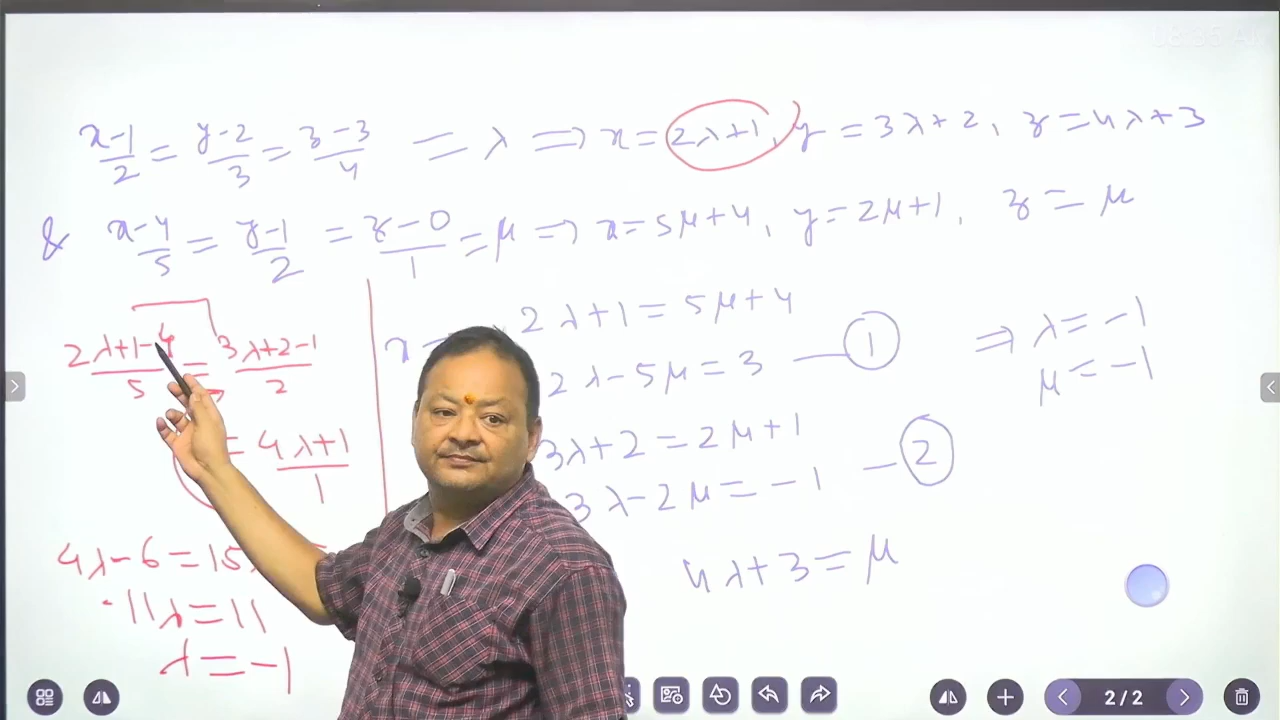 x-1/2 = y-2/3 = z-3/4 = λ ⟹ x = 2λ+1, y = 3λ+2, z = 4λ+3
& x-4/5 = y-1/2 = z-0/1 = μ ⟹ x = 5μ+4, y = 2μ+1, z = μ
2λ+1-4/5 = 3λ+2-1/2
= 4λ+1/1
4λ-6 = 15λ
-11λ = 11
λ = -1
2λ+1 = 5μ+4
2λ-5μ = 3 — ①
3λ+2 = 2μ+1
3λ-2μ = -1 — ②
4λ+3 = μ
⟹ λ = -1
μ = -1
2/2